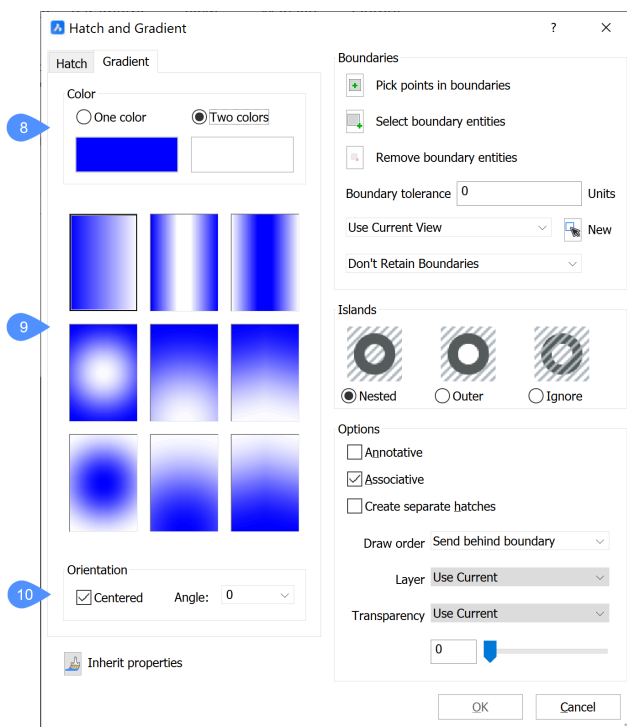 Hatch and Gradient
?
Hatch
Gradient
Color
One color
Two colors
8
9
Orientation
Centered
Angle:
0
10
Inherit properties
Boundaries
Pick points in boundaries
Select boundary entities
Remove boundary entities
Boundary tolerance
0
Units
Use Current View
New
Don't Retain Boundaries
Islands
Nested
Outer
Ignore
Options
Annotative
Associative
Create separate hatches
Draw order
Send behind boundary
Layer
Use Current
Transparency
Use Current
0
OK
Cancel